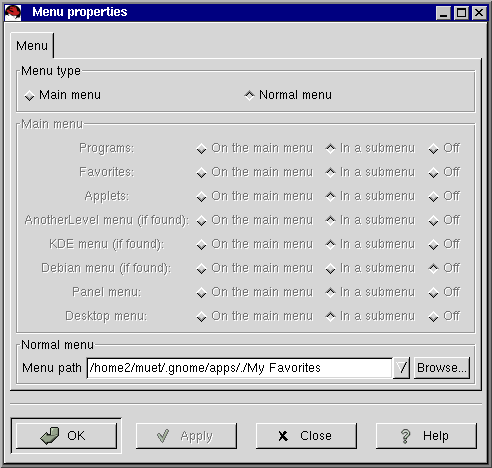 Menu properties
Menu
Menu type
Main menu Normal menu
Main menu
Programs: On the main menu In a submenu Off
Favorites: On the main menu In a submenu Off
Applets: On the main menu In a submenu Off
AnotherLevel menu (if found): On the main menu In a submenu Off
KDE menu (if found): On the main menu In a submenu Off
Debian menu (if found): On the main menu In a submenu Off
Panel menu: On the main menu In a submenu Off
Desktop menu: On the main menu In a submenu Off
Normal menu
Menu path /home2/muet/.gnome/apps/./My Favorites Browse...
OK Apply Close Help